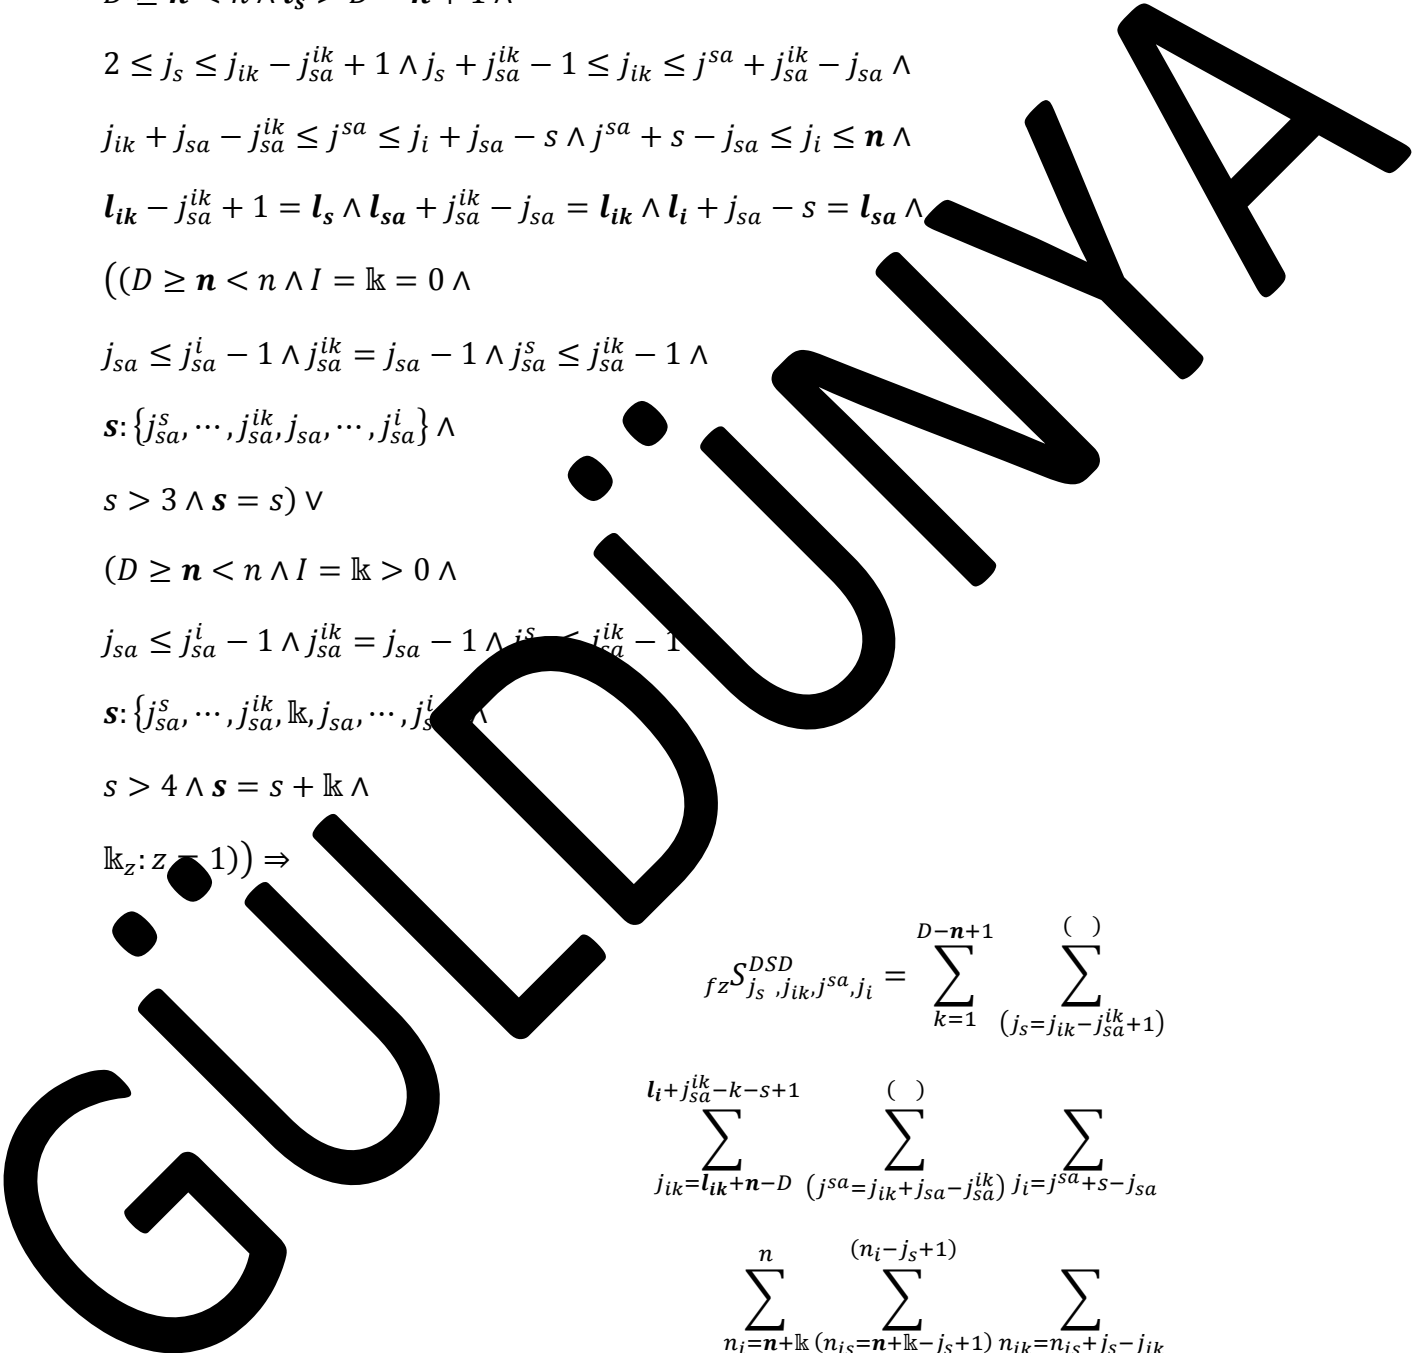 2 ≤ j_s ≤ j_{ik} − j_{sa}^{ik} + 1 ∧ j_s + j_{sa}^{ik} − 1 ≤ j_{ik} ≤ j^{sa} + j_{sa}^{ik} − j_{sa} ∧
j_{ik} + j_{sa} − j_{sa}^{ik} ≤ j^{sa} ≤ j_i + j_{sa} − s ∧ j^{sa} + s − j_{sa} ≤ j_i ≤ n ∧
l_{ik} − j_{sa}^{ik} + 1 = l_s ∧ l_{sa} + j_{sa}^{ik} − j_{sa} = l_{ik} ∧ l_i + j_{sa} − s = l_{sa} ∧
((D ≥ n < n ∧ I = 𝕜 = 0 ∧
j_{sa} ≤ j_{sa}^i − 1 ∧ j_{sa}^{ik} = j_{sa} − 1 ∧ j_{sa}^s ≤ j_{sa}^{ik} − 1 ∧
s: {j_{sa}^s, ⋯, j_{sa}^{ik}, j_{sa}, ⋯, j_{sa}^i} ∧
s > 3 ∧ s = s) ∨
(D ≥ n < n ∧ I = 𝕜 > 0 ∧
j_{sa} ≤ j_{sa}^i − 1 ∧ j_{sa}^{ik} = j_{sa} − 1 ∧ j_{sa}^{ik} − 1
s: {j_{sa}^s, ⋯, j_{sa}^{ik}, 𝕜, j_{sa}, ⋯, ∧
s > 4 ∧ s = s + 𝕜 ∧
𝕜_z: z = 1)) ⇒
_{fz}S_{j_s, j_{ik}, j^{sa}, j_i}^{DSD} = ∑_{k=1}^{D−n+1} ∑_{(j_s=j_{ik}−j_{sa}^{ik}+1)}^{( )}
∑_{j_{ik}=l_{ik}+n−D}^{l_i+j_{sa}^{ik}−k−s+1} ∑_{(j^{sa}=j_{ik}+j_{sa}−j_{sa}^{ik})}^{( )} ∑_{j_i=j^{sa}+s−j_{sa}}
∑_{n_i=n+𝕜}^{n} ∑_{(n_{is}=n+𝕜−j_s+1)}^{(n_i−j_s+1)} ∑_{n_{ik}=n_{is}+j_s−j_{ik}}
GÜLDÜNYA